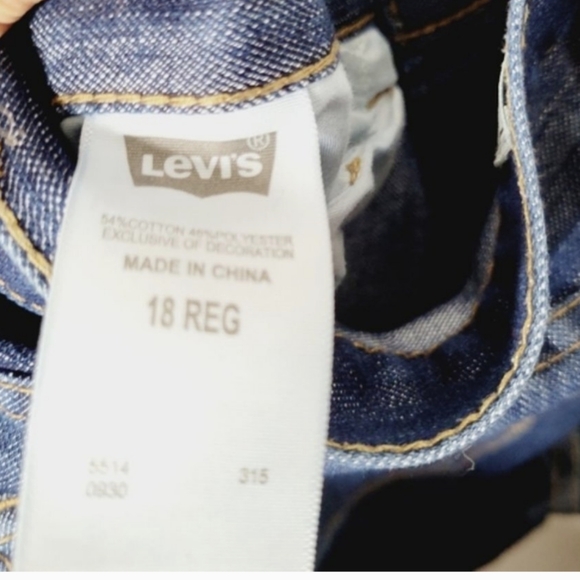 LEVI'S®
54%COTTON 46%POLYESTER
EXCLUSIVE OF DECORATION
MADE IN CHINA
18 REG
5514 315
0930